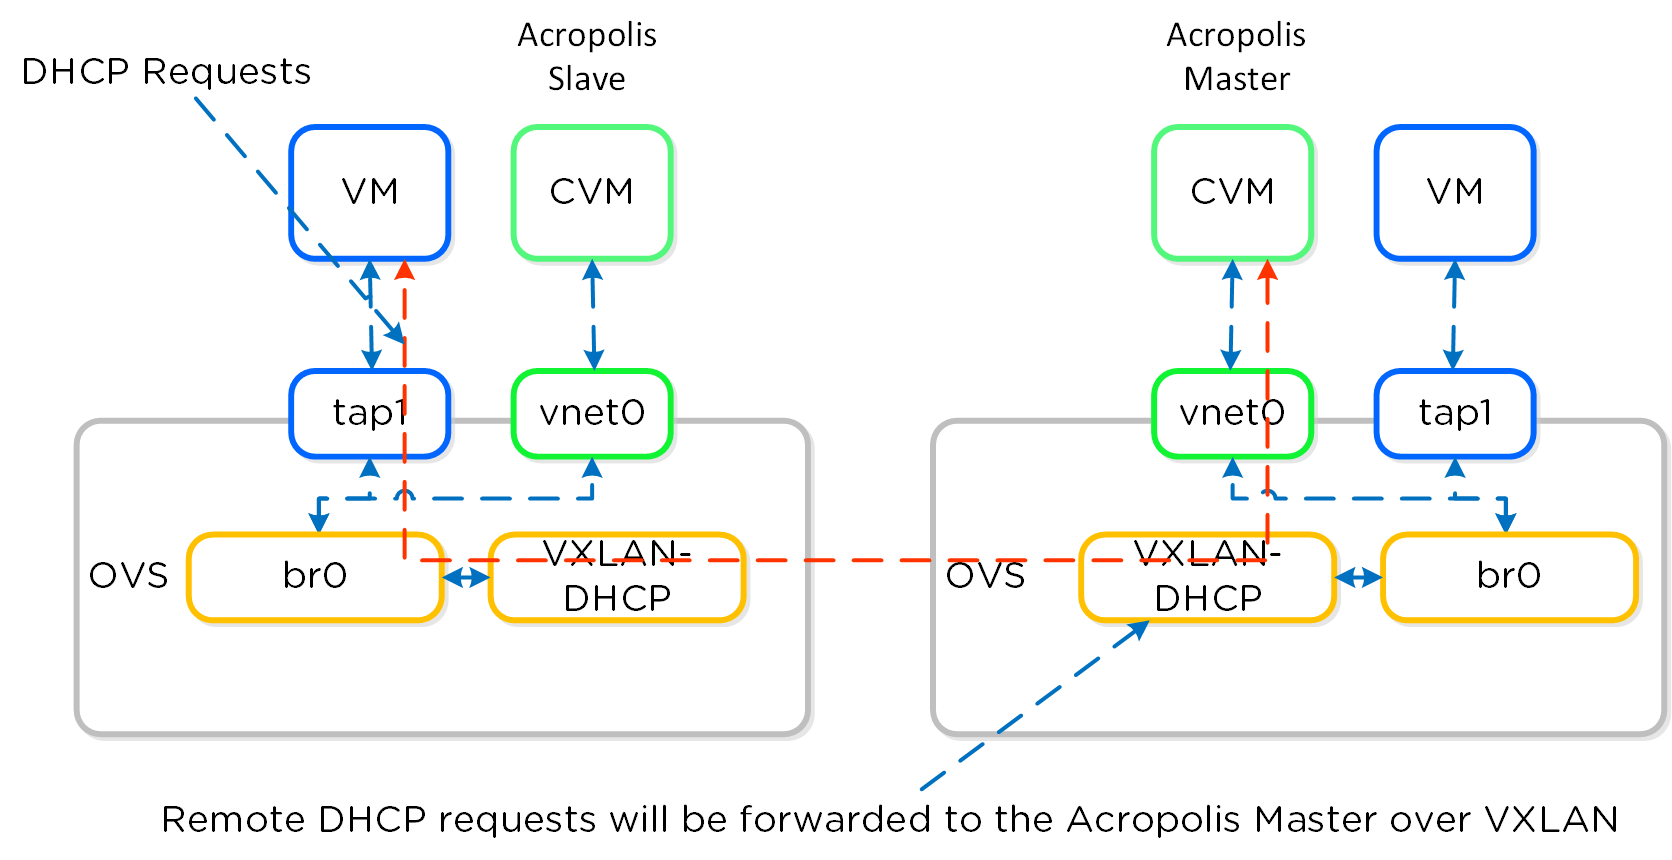 Acropolis
Slave
Acropolis
Master
DHCP Requests
VM
CVM
CVM
VM
tap1
vnet0
vnet0
tap1
OVS
br0
VXLAN-
DHCP
OVS
VXLAN-
DHCP
br0
Remote DHCP requests will be forwarded to the Acropolis Master over VXLAN